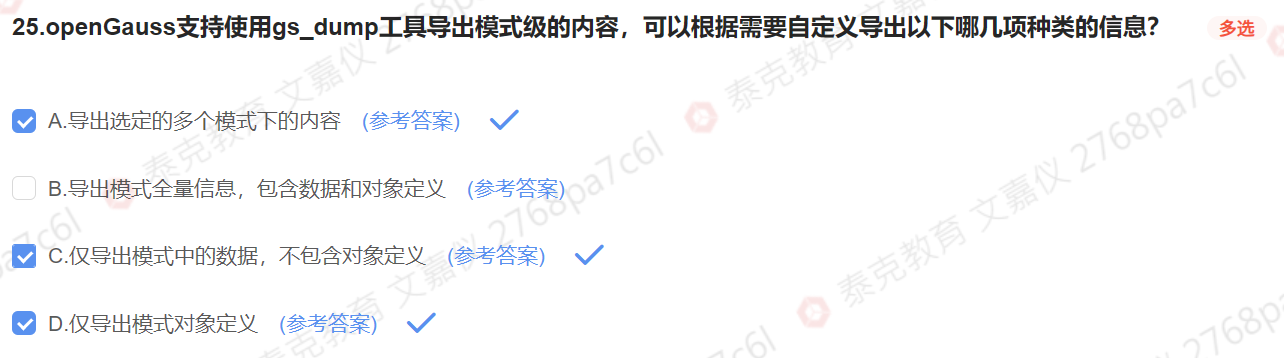 25.openGauss支持使用gs_dump工具导出模式级的内容，可以根据需要自定义导出以下哪几项种类的信息？ 多选
A.导出选定的多个模式下的内容 (参考答案)
B.导出模式全量信息，包含数据和对象定义 (参考答案)
C.仅导出模式中的数据，不包含对象定义 (参考答案)
D.仅导出模式对象定义 (参考答案)
泰克教育 文嘉仪 2768pa7c6l